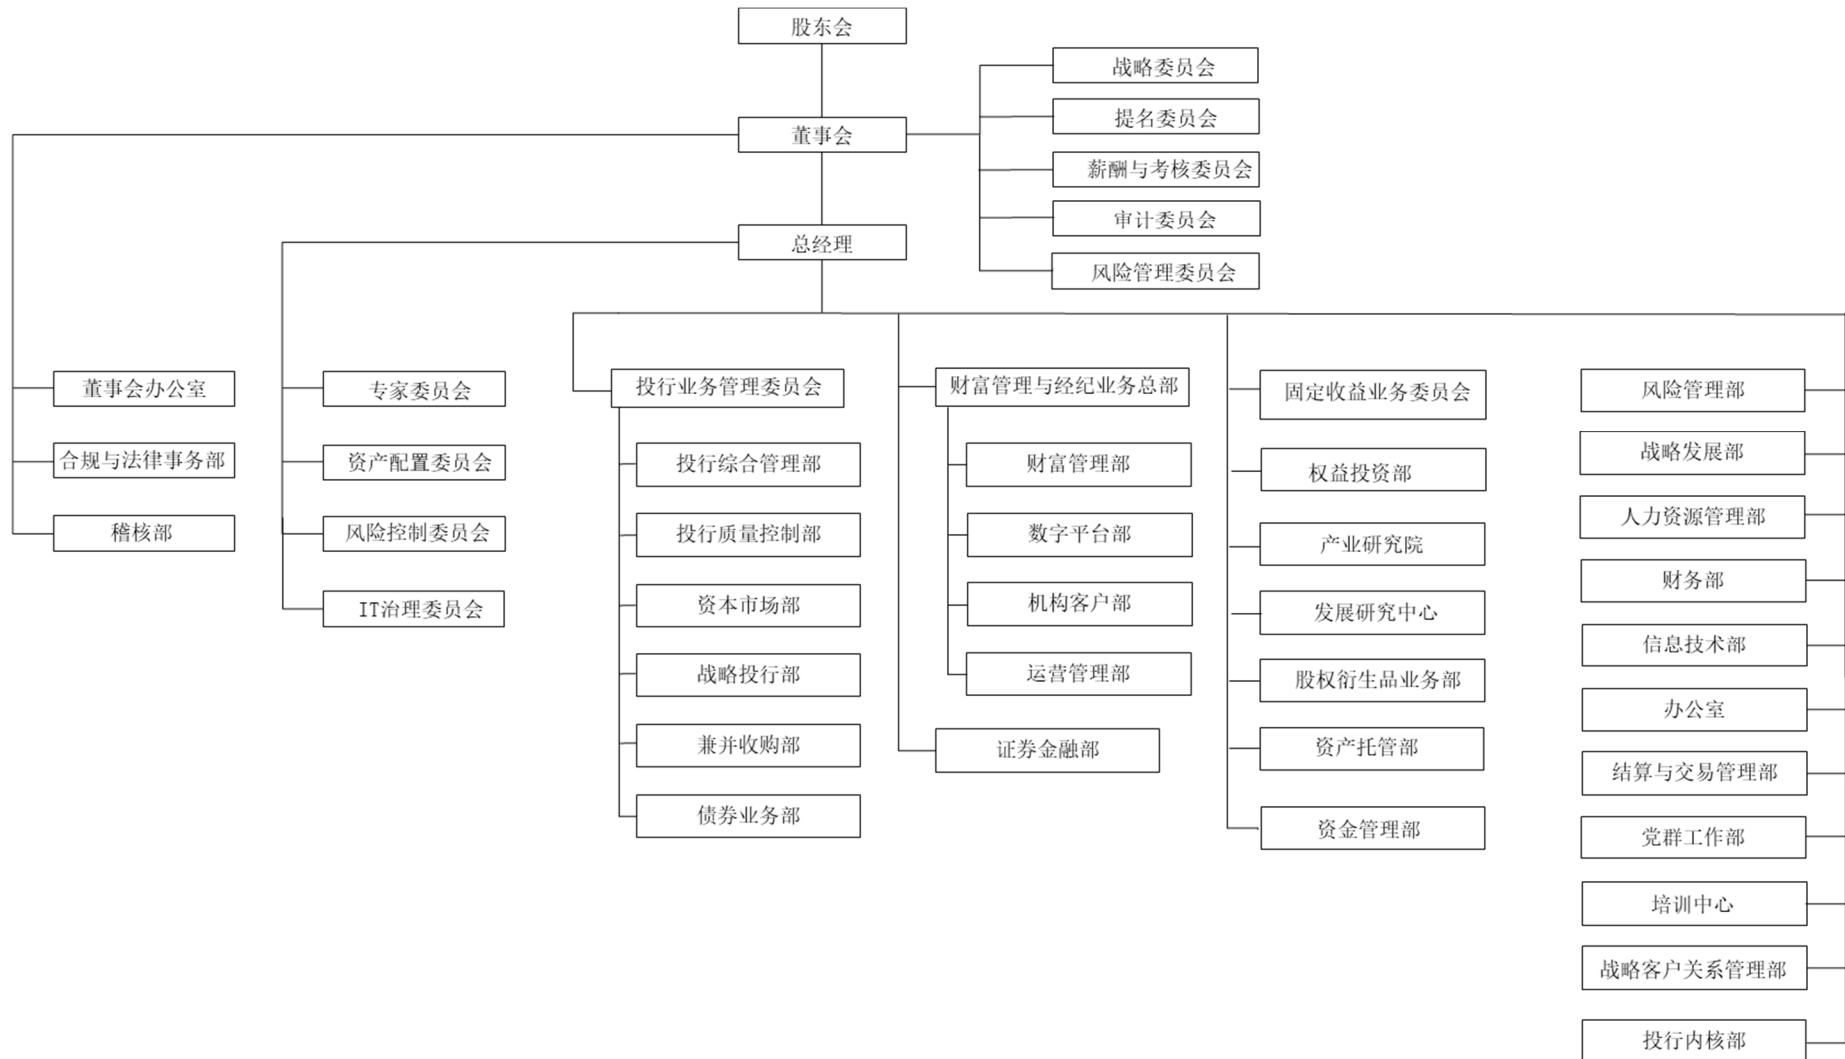 股东会
董事会
战略委员会
提名委员会
薪酬与考核委员会
审计委员会
风险管理委员会
总经理
董事会办公室
合规与法律事务部
稽核部
专家委员会
资产配置委员会
风险控制委员会
IT治理委员会
投行业务管理委员会
投行综合管理部
投行质量控制部
资本市场部
战略投行部
兼并收购部
债券业务部
财富管理与经纪业务总部
财富管理部
数字平台部
机构客户部
运营管理部
证券金融部
固定收益业务委员会
权益投资部
产业研究院
发展研究中心
股权衍生品业务部
资产托管部
资金管理部
风险管理部
战略发展部
人力资源管理部
财务部
信息技术部
办公室
结算与交易管理部
党群工作部
培训中心
战略客户关系管理部
投行内核部